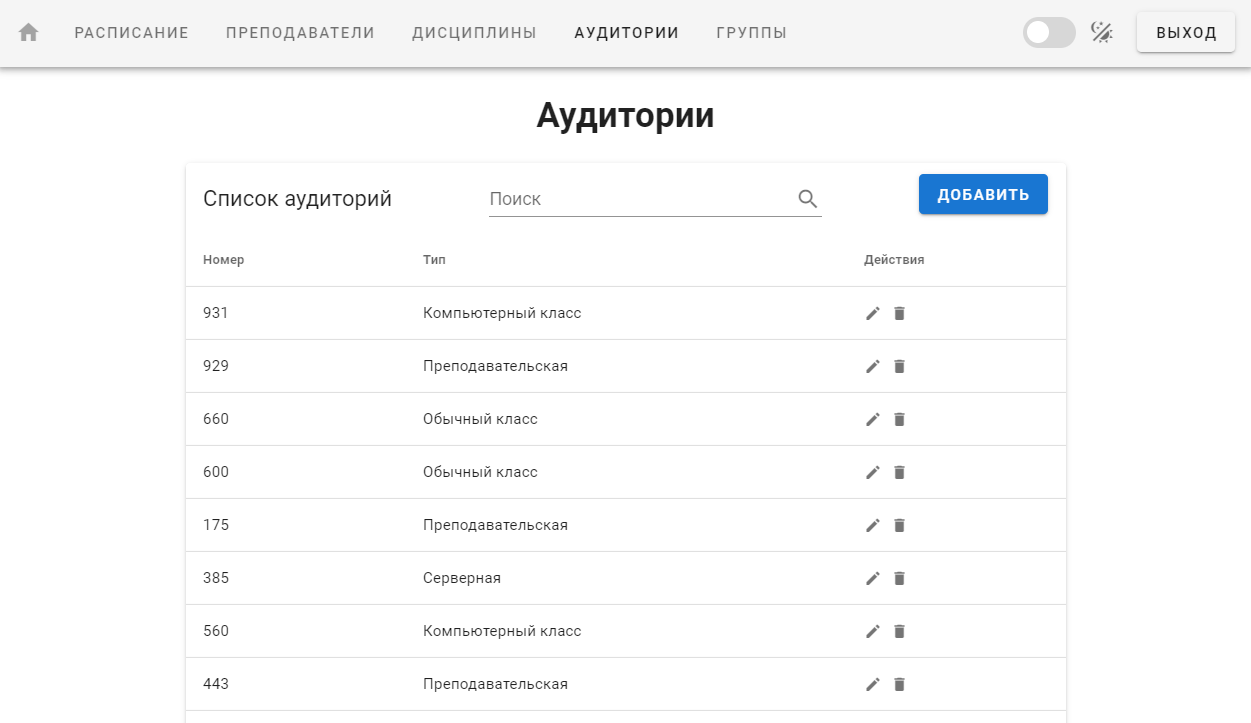 РАСПИСАНИЕ ПРЕПОДАВАТЕЛИ ДИСЦИПЛИНЫ АУДИТОРИИ ГРУППЫ ВЫХОД
Аудитории
Список аудиторий Поиск ДОБАВИТЬ
Номер Тип Действия
931 Компьютерный класс
929 Преподавательская
660 Обычный класс
600 Обычный класс
175 Преподавательская
385 Серверная
560 Компьютерный класс
443 Преподавательская